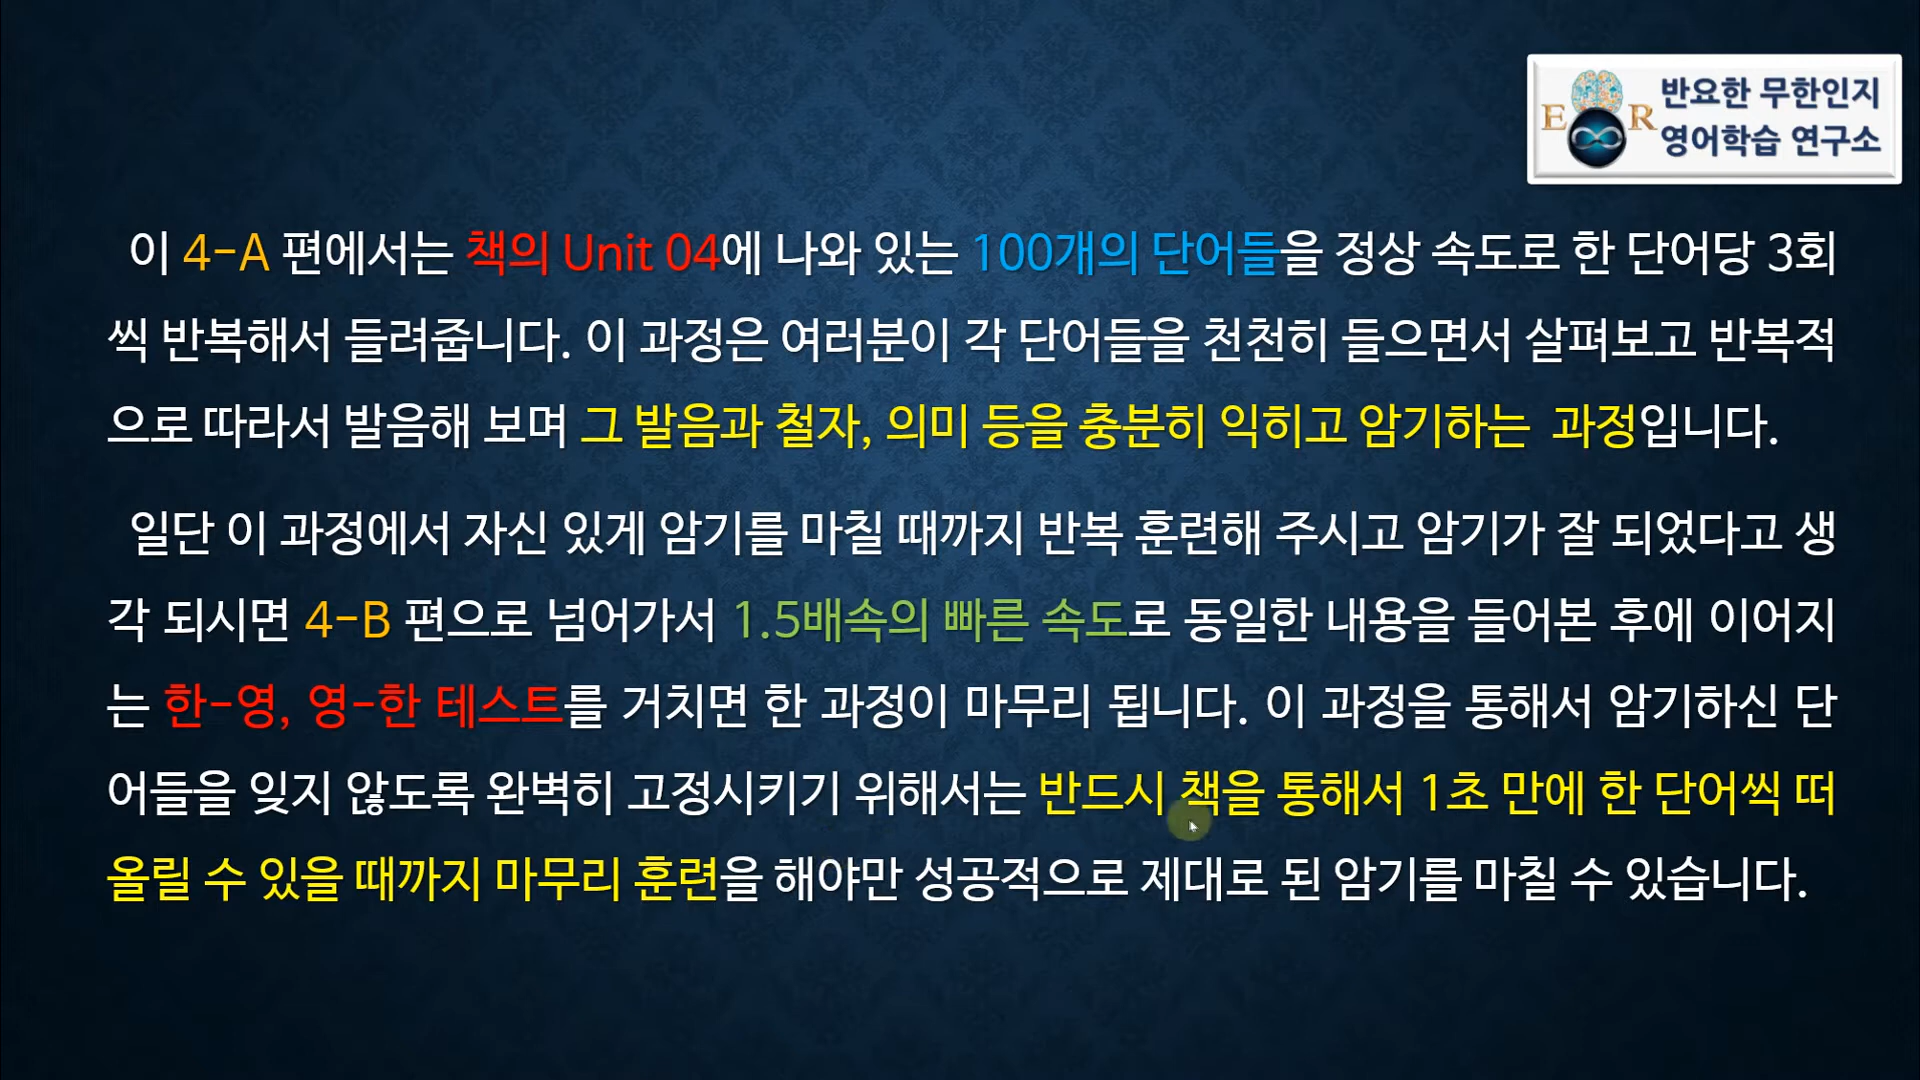 반요한 무한인지
E R
영어학습 연구소
이 4-A 편에서는 책의 Unit 04에 나와 있는 100개의 단어들을 정상 속도로 한 단어당 3회
씩 반복해서 들려줍니다. 이 과정은 여러분이 각 단어들을 천천히 들으면서 살펴보고 반복적
으로 따라서 발음해 보며 그 발음과 철자, 의미 등을 충분히 익히고 암기하는 과정입니다.
일단 이 과정에서 자신 있게 암기를 마칠 때까지 반복 훈련해 주시고 암기가 잘 되었다고 생
각 되시면 4-B 편으로 넘어가서 1.5배속의 빠른 속도로 동일한 내용을 들어본 후에 이어지
는 한-영, 영-한 테스트를 거치면 한 과정이 마무리 됩니다. 이 과정을 통해서 암기하신 단
어들을 잊지 않도록 완벽히 고정시키기 위해서는 반드시 책을 통해서 1초 만에 한 단어씩 떠
올릴 수 있을 때까지 마무리 훈련을 해야만 성공적으로 제대로 된 암기를 마칠 수 있습니다.